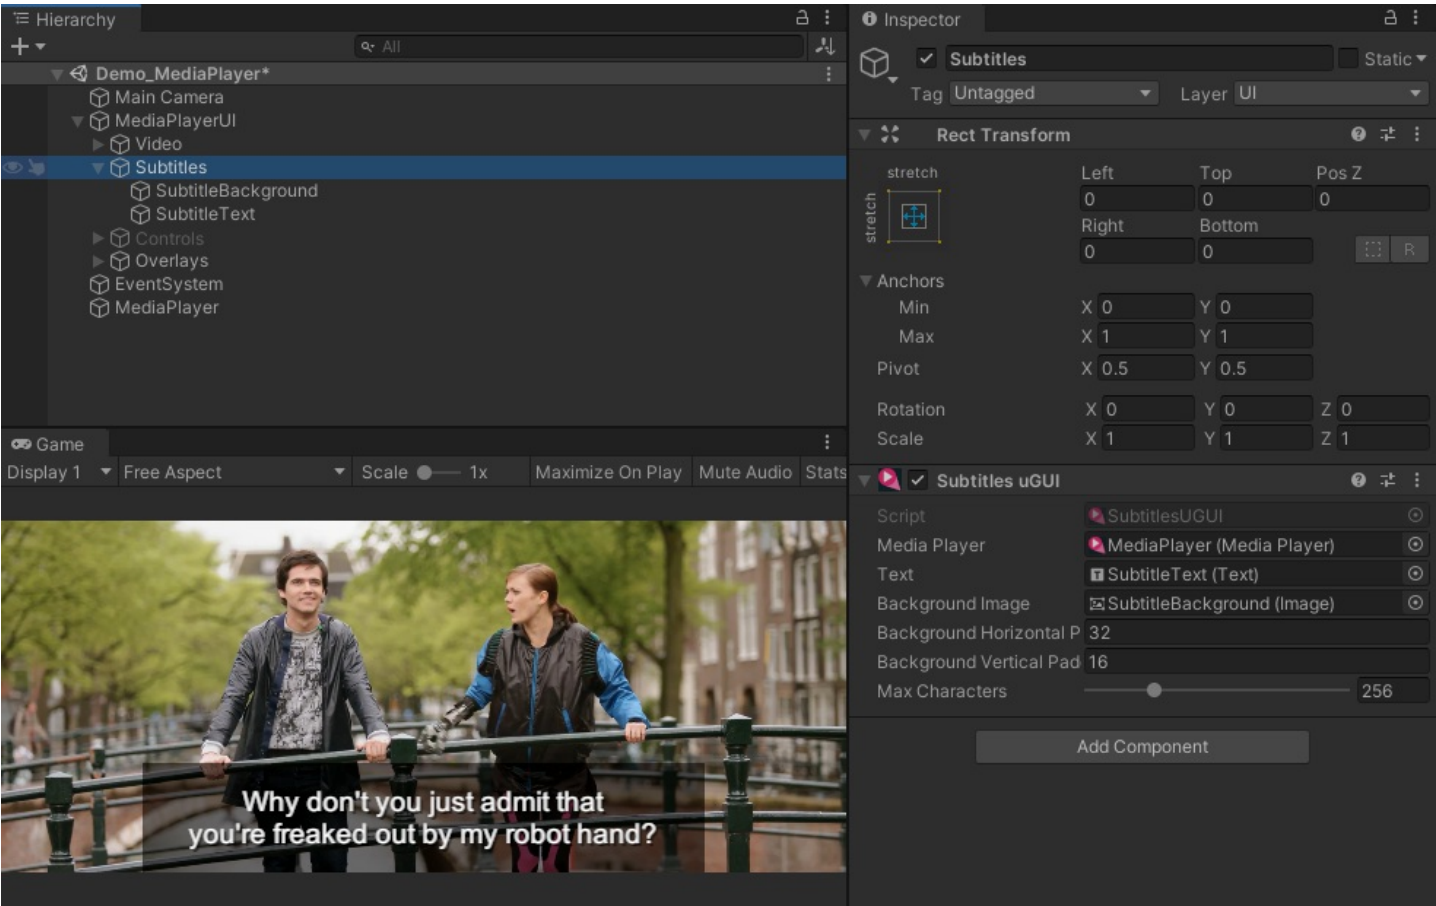 Hierarchy
All
Demo_MediaPlayer*
Main Camera
MediaPlayerUI
Video
Subtitles
SubtitleBackground
SubtitleText
Controls
Overlays
EventSystem
MediaPlayer
Game
Display 1 Free Aspect Scale 1x Maximize On Play Mute Audio Stats
Why don't you just admit that
you're freaked out by my robot hand?
Inspector
Subtitles Static
Tag Untagged Layer UI
Rect Transform
stretch Left Top Pos Z
stretch 0 0 0
Right Bottom
0 0 R
Anchors
Min X 0 Y 0
Max X 1 Y 1
Pivot X 0.5 Y 0.5
Rotation X 0 Y 0 Z 0
Scale X 1 Y 1 Z 1
Subtitles uGUI
Script SubtitlesUGUI
Media Player MediaPlayer (Media Player)
Text SubtitleText (Text)
Background Image SubtitleBackground (Image)
Background Horizontal P 32
Background Vertical Pad 16
Max Characters 256
Add Component